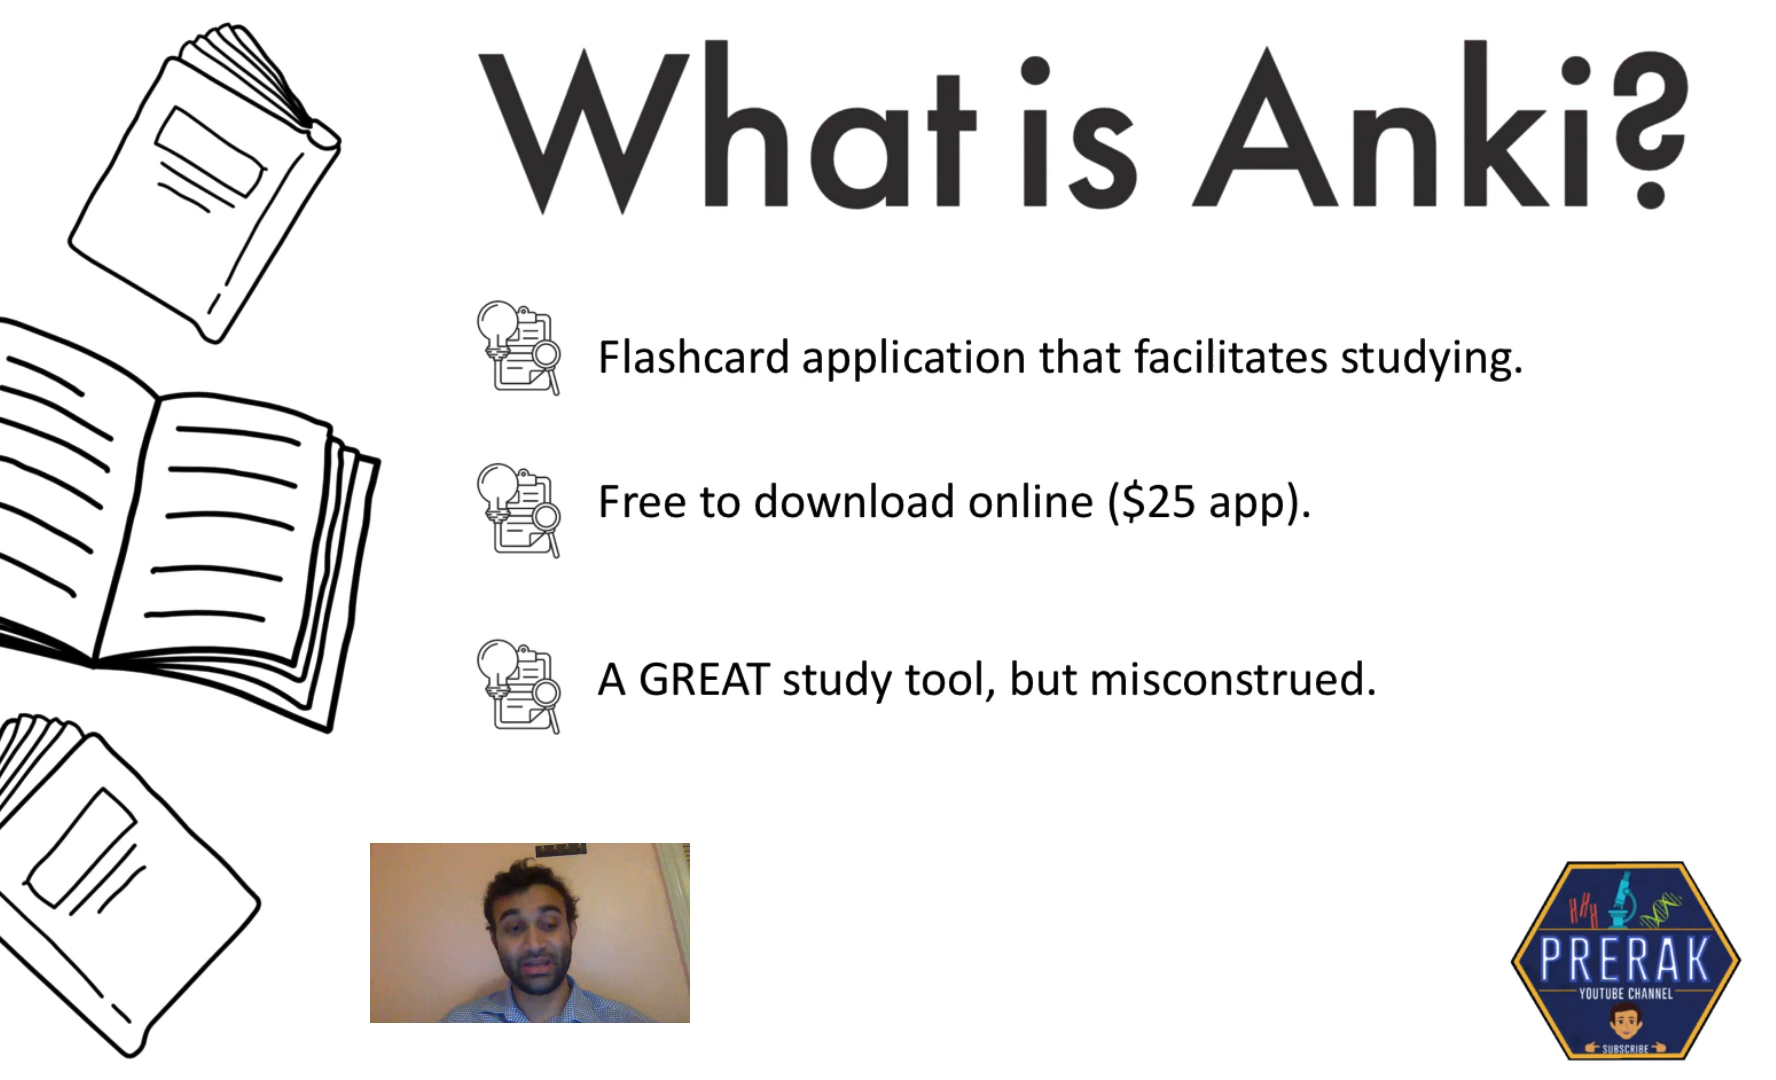 What is Anki?
Flashcard application that facilitates studying.
Free to download online ($25 app).
A GREAT study tool, but misconstrued.
PRERAK
YOUTUBE CHANNEL
SUBSCRIBE